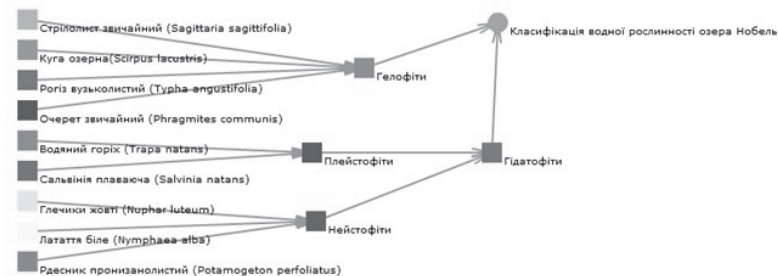 Стрілолист звичайний (Sagittaria sagittifolia)
Класифікація водної рослинності озера Нобель
Куга озерна(Scirpus lacustris)
Гелофіти
Рогіз вузьколистий (Typha angustifolia)
Очерет звичайний (Phragmites communis)
Водяний горіх (Trapa natans)
Плейстофіти
Гідатофіти
Сальвінія плаваюча (Salvinia natans)
Глечики жовті (Nuphar luteum)
Нейстофіти
Латаття біле (Nymphaea alba)
Рдесник пронизанолистий (Potamogeton perfoliatus)